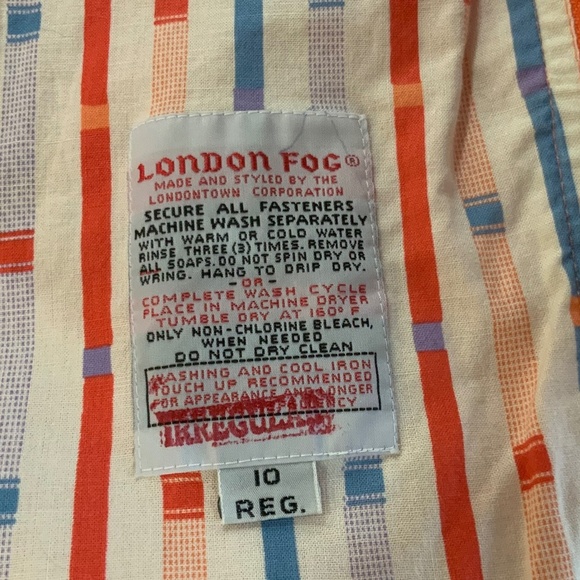 LONDON FOG®
MADE AND STYLED BY THE
LONDONTOWN CORPORATION
SECURE ALL FASTENERS
MACHINE WASH SEPARATELY
WITH WARM OR COLD WATER
RINSE THREE (3) TIMES. REMOVE
ALL SOAPS. DO NOT SPIN DRY OR
WRING. HANG TO DRIP DRY.
-OR-
COMPLETE WASH CYCLE
PLACE IN MACHINE DRYER
TUMBLE DRY AT 160° F
ONLY NON-CHLORINE BLEACH,
WHEN NEEDED
DO NOT DRY CLEAN
WASHING AND COOL IRON
TOUCH UP RECOMMENDED
FOR APPEARANCE AND LONGER
IRREGULAR
10
REG.